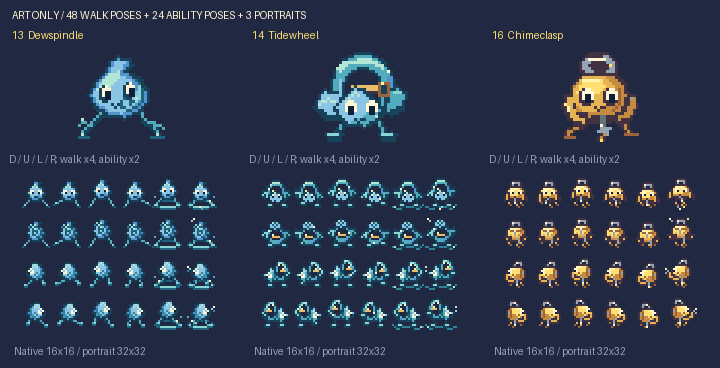 ART ONLY / 48 WALK POSES + 24 ABILITY POSES + 3 PORTRAITS
13 Dewspindle
14 Tidewheel
16 Chimeclasp
D / U / L / R, walk x4, ability x2
D / U / L / R, walk x4, ability x2
D / U / L / R, walk x4, ability x2
Native 16x16 / portrait 32x32
Native 16x16 / portrait 32x32
Native 16x16 / portrait 32x32